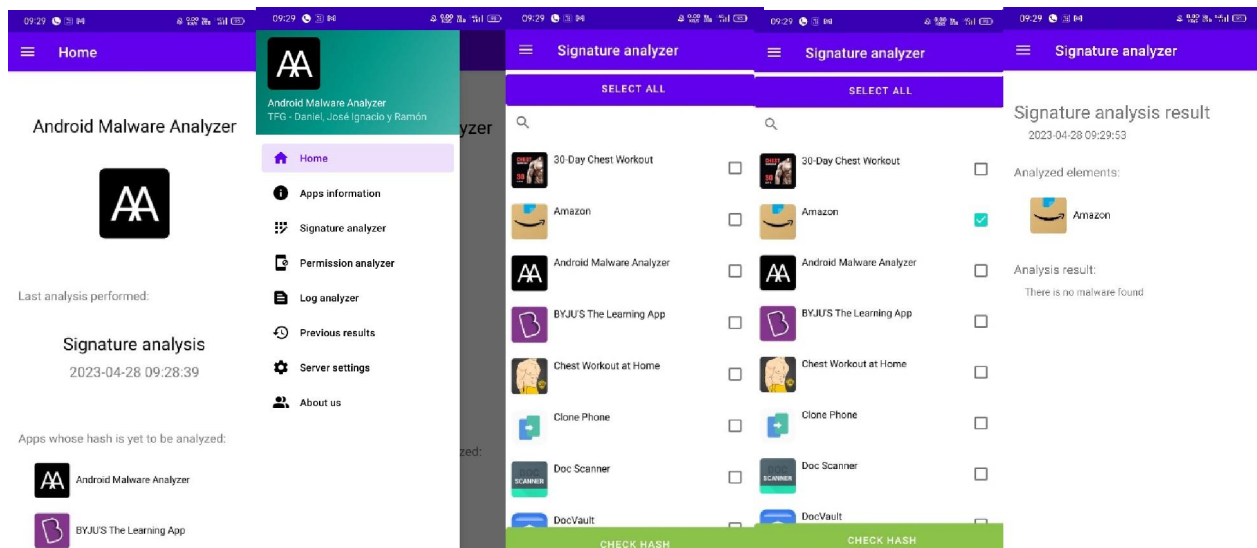 09:29
Home
Android Malware Analyzer
AA
Last analysis performed:
Signature analysis
2023-04-28 09:28:39
Apps whose hash is yet to be analyzed:
AA
Android Malware Analyzer
BYJU'S The Learning App
09:29
AA
Android Malware Analyzer
TFG - Daniel, José Ignacio y Ramón
yzer
Home
Apps information
Signature analyzer
Permission analyzer
Log analyzer
Previous results
Server settings
About us
zed:
09:29
Signature analyzer
SELECT ALL
30-Day Chest Workout
Amazon
AA
Android Malware Analyzer
BYJU'S The Learning App
Chest Workout at Home
Clone Phone
Doc Scanner
SCANNER
DocVault
CHECK HASH
09:29
Signature analyzer
SELECT ALL
30-Day Chest Workout
Amazon
AA
Android Malware Analyzer
BYJU'S The Learning App
Chest Workout at Home
Clone Phone
Doc Scanner
SCANNER
DocVault
CHECK HASH
09:29
Signature analyzer
Signature analysis result
2023-04-28 09:29:53
Analyzed elements:
Amazon
Analysis result:
There is no malware found